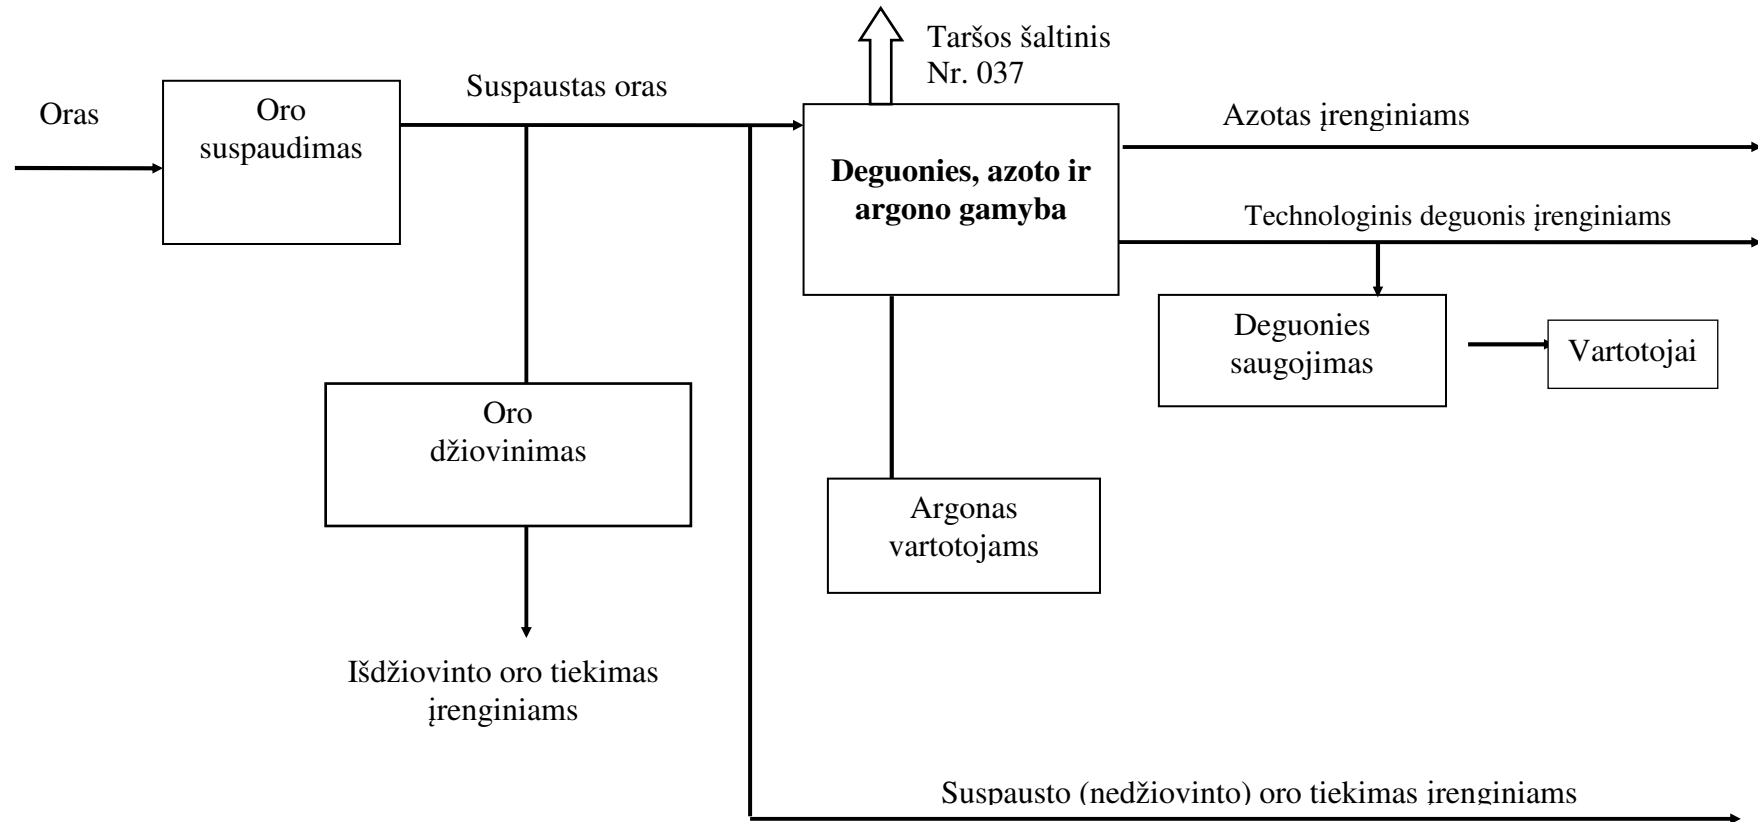 Taršos šaltinis
Nr. 037
Oras
Oro
suspaudimas
Suspaustas oras
Deguonies, azoto ir
argono gamyba
Azotas įrenginiams
Technologinis deguonis įrenginiams
Deguonies
saugojimas
Vartotojai
Oro
džiovinimas
Argonas
vartotojams
Išdžiovinto oro tiekimas
įrenginiams
Suspausto (nedžiovinto) oro tiekimas įrenginiams